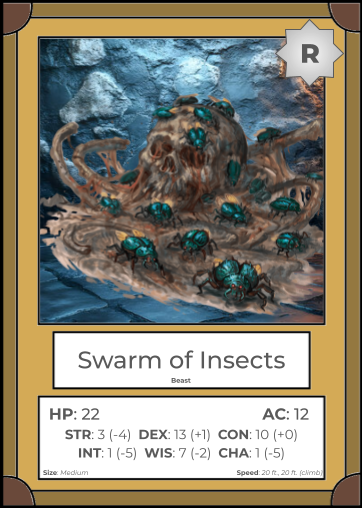 R
Swarm of Insects
Beast
HP: 22 AC: 12
STR: 3 (-4) DEX: 13 (+1) CON: 10 (+0)
INT: 1 (-5) WIS: 7 (-2) CHA: 1 (-5)
Size: Medium Speed: 20 ft., 20 ft. (climb)